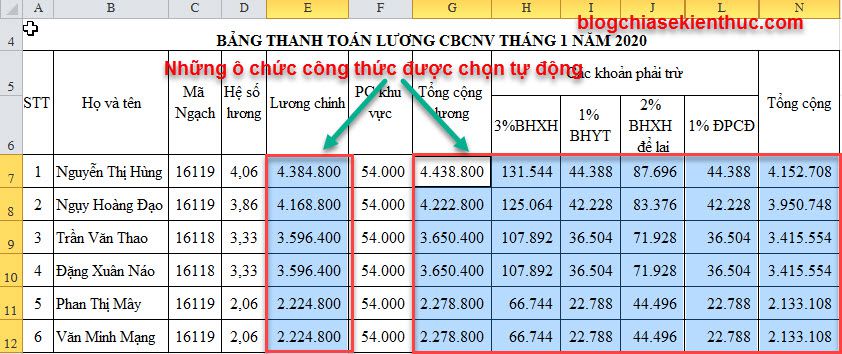 A B C D E F G H I J L N
blogchiasekienthuc.com
4 BẢNG THANH TOÁN LƯƠNG CBCNV THÁNG 1 NĂM 2020
Những ô chức công thức được chọn tự động
5 STT Họ và tên Mã Ngạch Hệ số lương Lương chính PC khu vực Tổng cộng lương Các khoản phải trừ Tổng cộng
6 3%BHXH 1% BHYT 2% BHXH để lại 1% ĐPCĐ
7 1 Nguyễn Thị Hùng 16119 4,06 4.384.800 54.000 4.438.800 131.544 44.388 87.696 44.388 4.152.708
8 2 Ngụy Hoàng Đạo 16119 3,86 4.168.800 54.000 4.222.800 125.064 42.228 83.376 42.228 3.950.748
9 3 Trần Văn Thao 16118 3,33 3.596.400 54.000 3.650.400 107.892 36.504 71.928 36.504 3.415.554
10 4 Đặng Xuân Náo 16118 3,33 3.596.400 54.000 3.650.400 107.892 36.504 71.928 36.504 3.415.554
11 5 Phan Thị Mây 16119 2,06 2.224.800 54.000 2.278.800 66.744 22.788 44.496 22.788 2.133.108
12 6 Văn Minh Mạng 16119 2,06 2.224.800 54.000 2.278.800 66.744 22.788 44.496 22.788 2.133.108